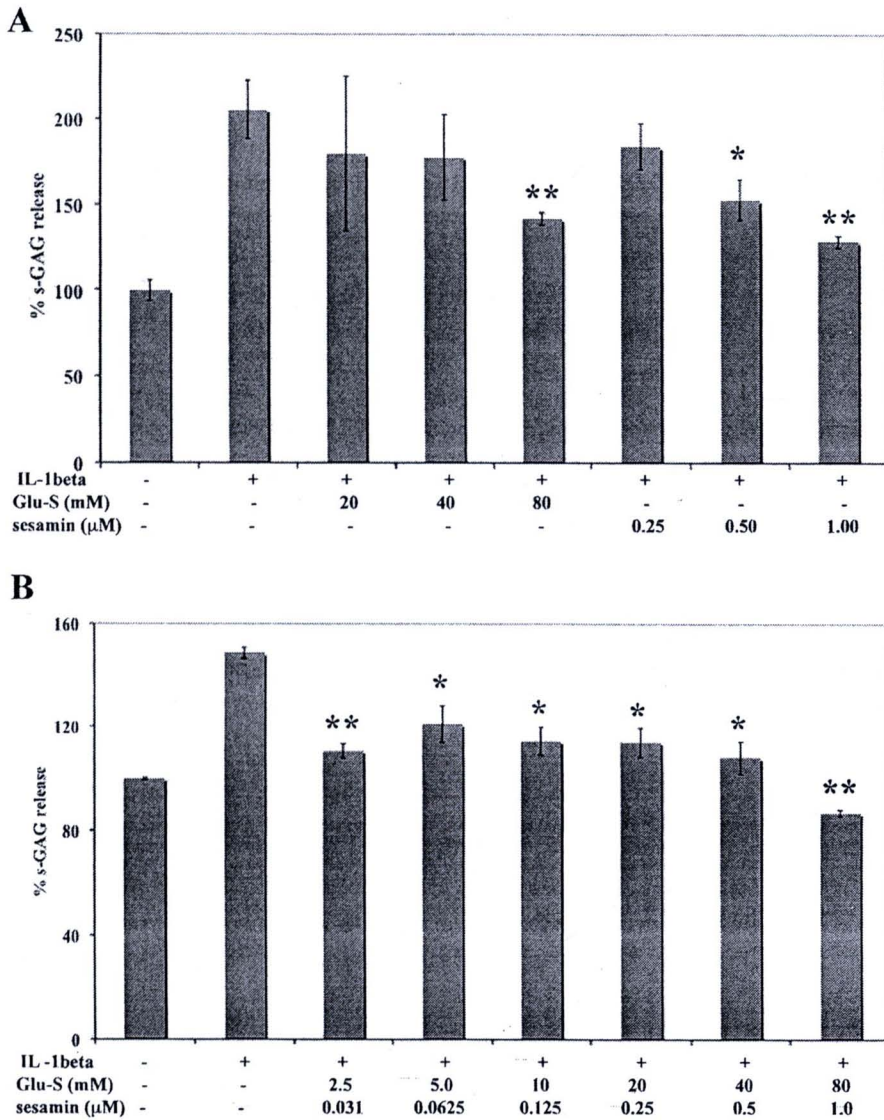 A
250
200
150
100
50
0
% s-GAG release
**
*
**
IL-1beta - + + + + + + +
Glu-S (mM) - - 20 40 80 - - -
sesamin (μM) - - - - - 0.25 0.50 1.00
B
160
120
80
40
0
% s-GAG release
**
*
*
*
*
**
IL -1beta - + + + + + + +
Glu-S (mM) - - 2.5 5.0 10 20 40 80
sesamin (μM) - - 0.031 0.0625 0.125 0.25 0.5 1.0